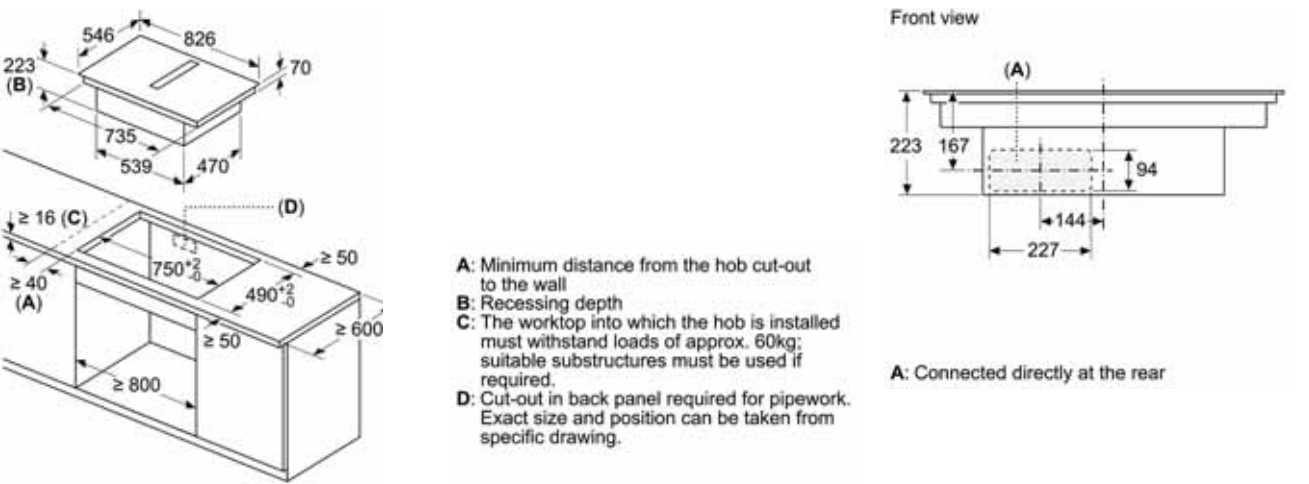 546
826
70
223
(B)
735
539
470
(D)
≥ 16 (C)
≥ 50
750+2 -0
490+2 -0
≥ 40
(A)
≥ 50
≥ 600
≥ 800
A: Minimum distance from the hob cut-out
to the wall
B: Recessing depth
C: The worktop into which the hob is installed
must withstand loads of approx. 60kg;
suitable substructures must be used if
required.
D: Cut-out in back panel required for pipework.
Exact size and position can be taken from
specific drawing.
Front view
(A)
223
167
94
144
227
A: Connected directly at the rear